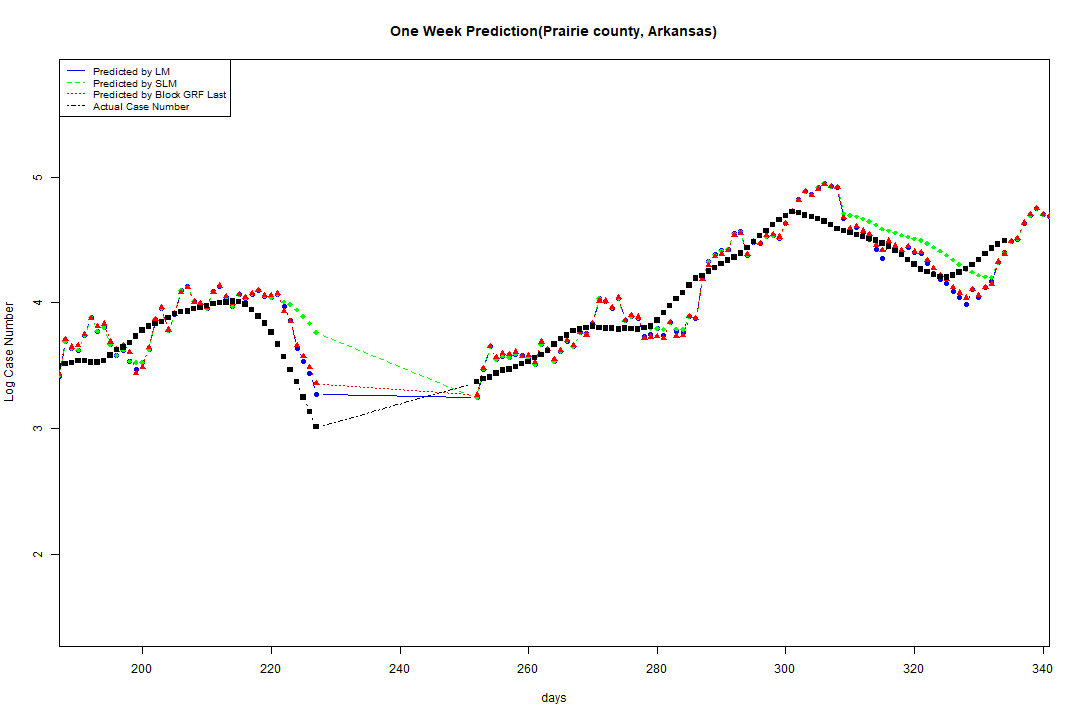 One Week Prediction(Prairie county, Arkansas)
Predicted by LM
Predicted by SLM
Predicted by Block GRF Last
Actual Case Number
5
4
3
2
Log Case Number
200 220 240 260 280 300 320 340
days